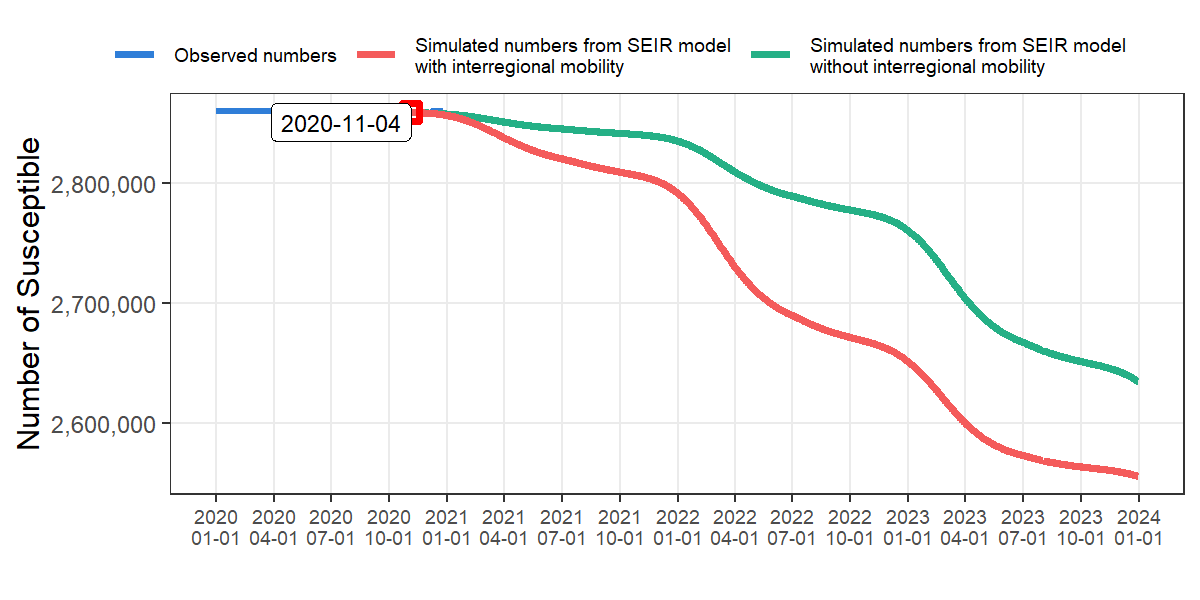 Observed numbers
Simulated numbers from SEIR model
with interregional mobility
Simulated numbers from SEIR model
without interregional mobility
Number of Susceptible
2,800,000
2,700,000
2,600,000
2020-11-04
2020 2020 2020 2020 2021 2021 2021 2021 2022 2022 2022 2022 2023 2023 2023 2023 2024
01-01 04-01 07-01 10-01 01-01 04-01 07-01 10-01 01-01 04-01 07-01 10-01 01-01 04-01 07-01 10-01 01-01